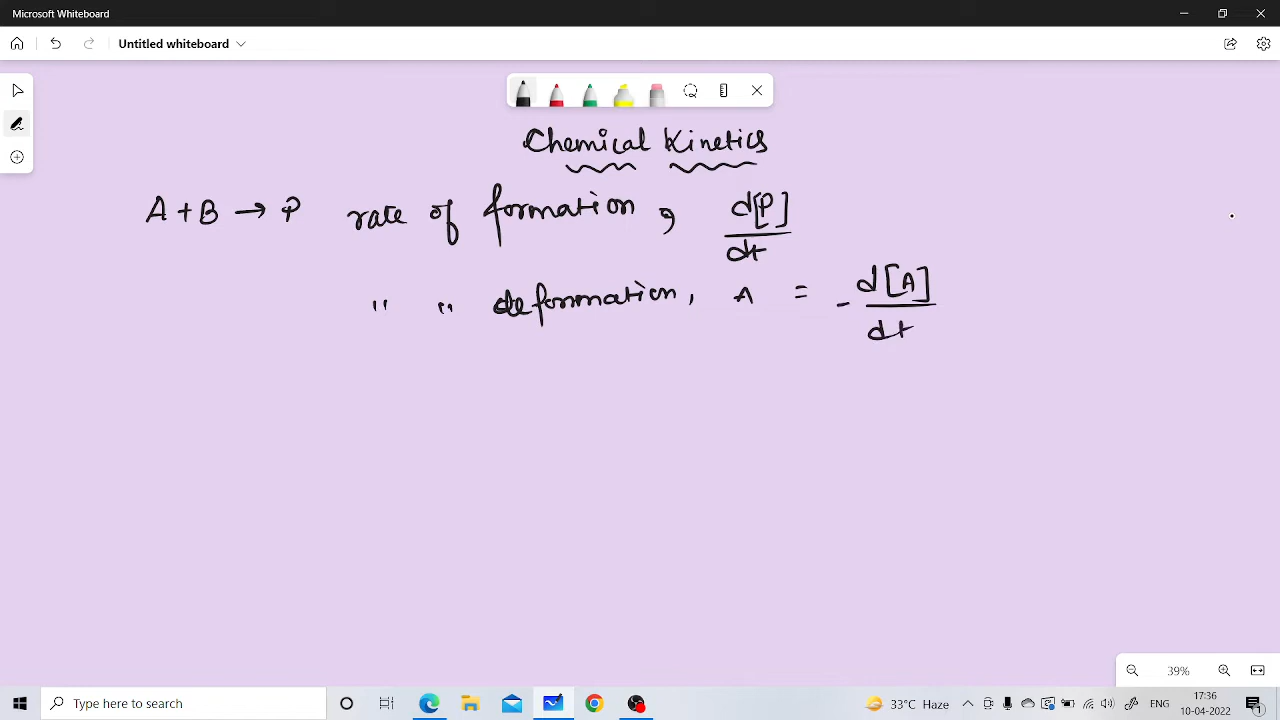 Microsoft Whiteboard
Untitled whiteboard
Chemical Kinetics
A + B → P rate of formation, d[P]/dt
" " deformation, A = - d[A]/dt
39%
Type here to search
33°C Haze
ENG
17:36
10-04-2022
1